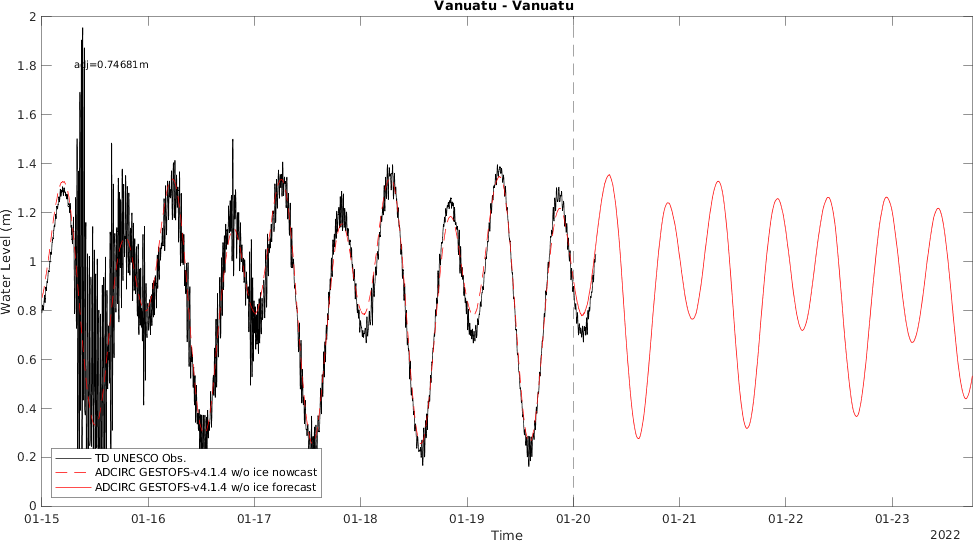 Vanuatu - Vanuatu
2
1.8
1.6
1.4
1.2
1
0.8
0.6
0.4
0.2
0
Water Level (m)
adj=0.74681m
TD UNESCO Obs.
ADCIRC GESTOFS-v4.1.4 w/o ice nowcast
ADCIRC GESTOFS-v4.1.4 w/o ice forecast
01-15 01-16 01-17 01-18 01-19 01-20 01-21 01-22 01-23
Time
2022